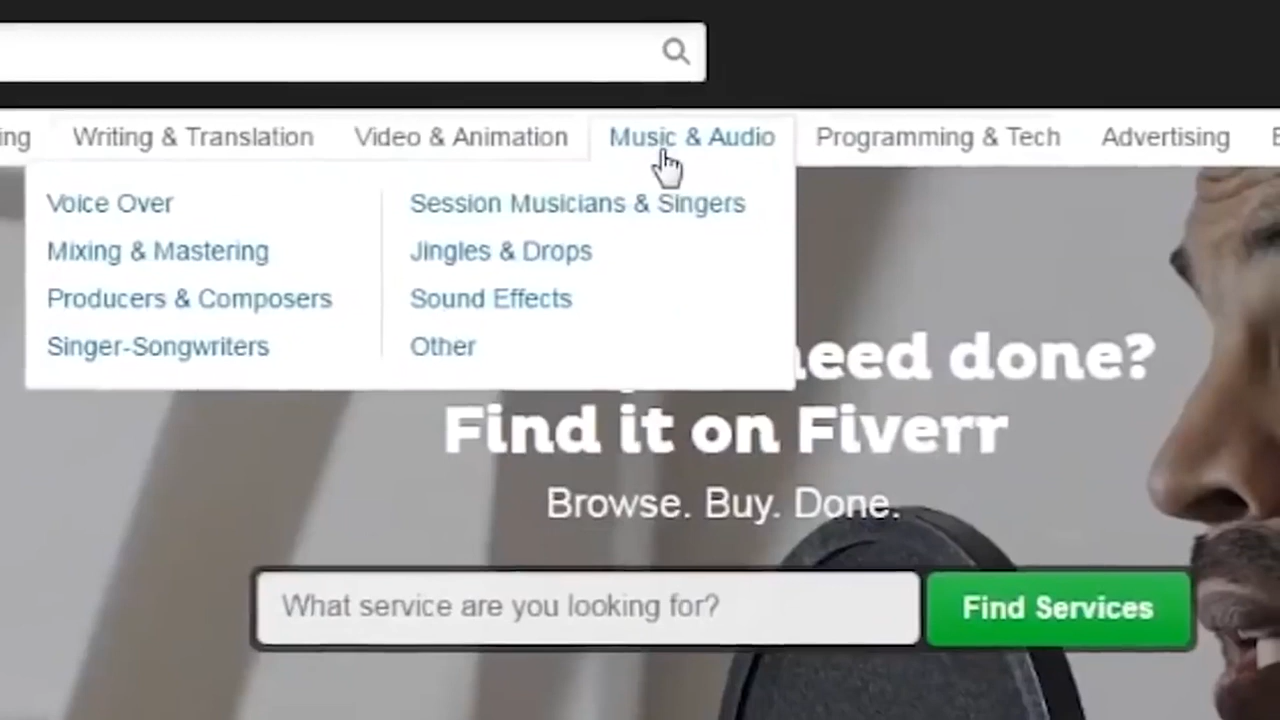 ing Writing & Translation Video & Animation Music & Audio Programming & Tech Advertising
Voice Over
Mixing & Mastering
Producers & Composers
Singer-Songwriters
Session Musicians & Singers
Jingles & Drops
Sound Effects
Other
need done?
Find it on Fiverr
Browse. Buy. Done.
What service are you looking for?
Find Services